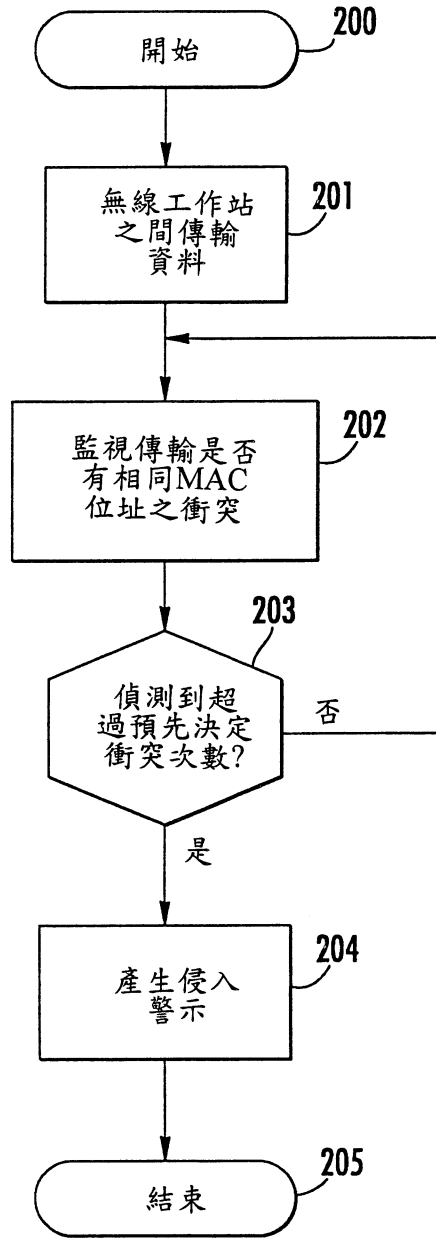 200
開始
201
無線工作站
之間傳輸
資料
202
監視傳輸是否
有相同MAC
位址之衝突
203
偵測到超
過預先決定
衝突次數?
否
是
204
產生侵入
警示
205
結束